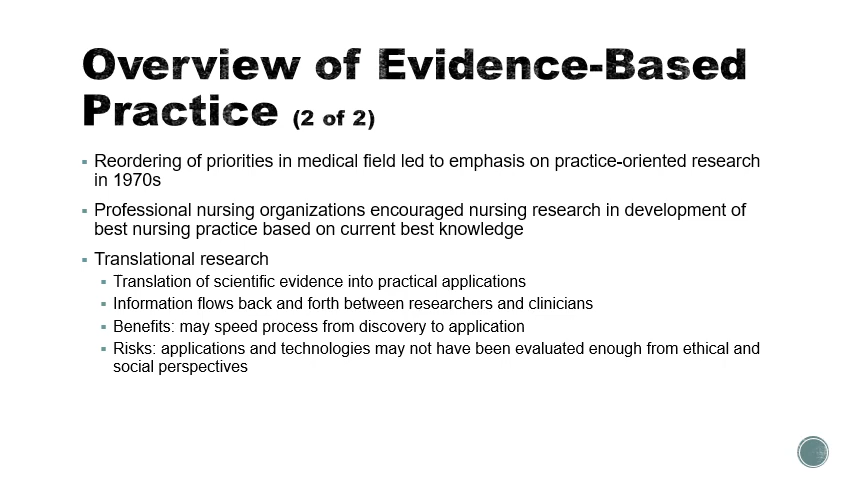 Overview of Evidence-Based
Practice (2 of 2)
▪ Reordering of priorities in medical field led to emphasis on practice-oriented research
in 1970s
▪ Professional nursing organizations encouraged nursing research in development of
best nursing practice based on current best knowledge
▪ Translational research
▪ Translation of scientific evidence into practical applications
▪ Information flows back and forth between researchers and clinicians
▪ Benefits: may speed process from discovery to application
▪ Risks: applications and technologies may not have been evaluated enough from ethical and
social perspectives